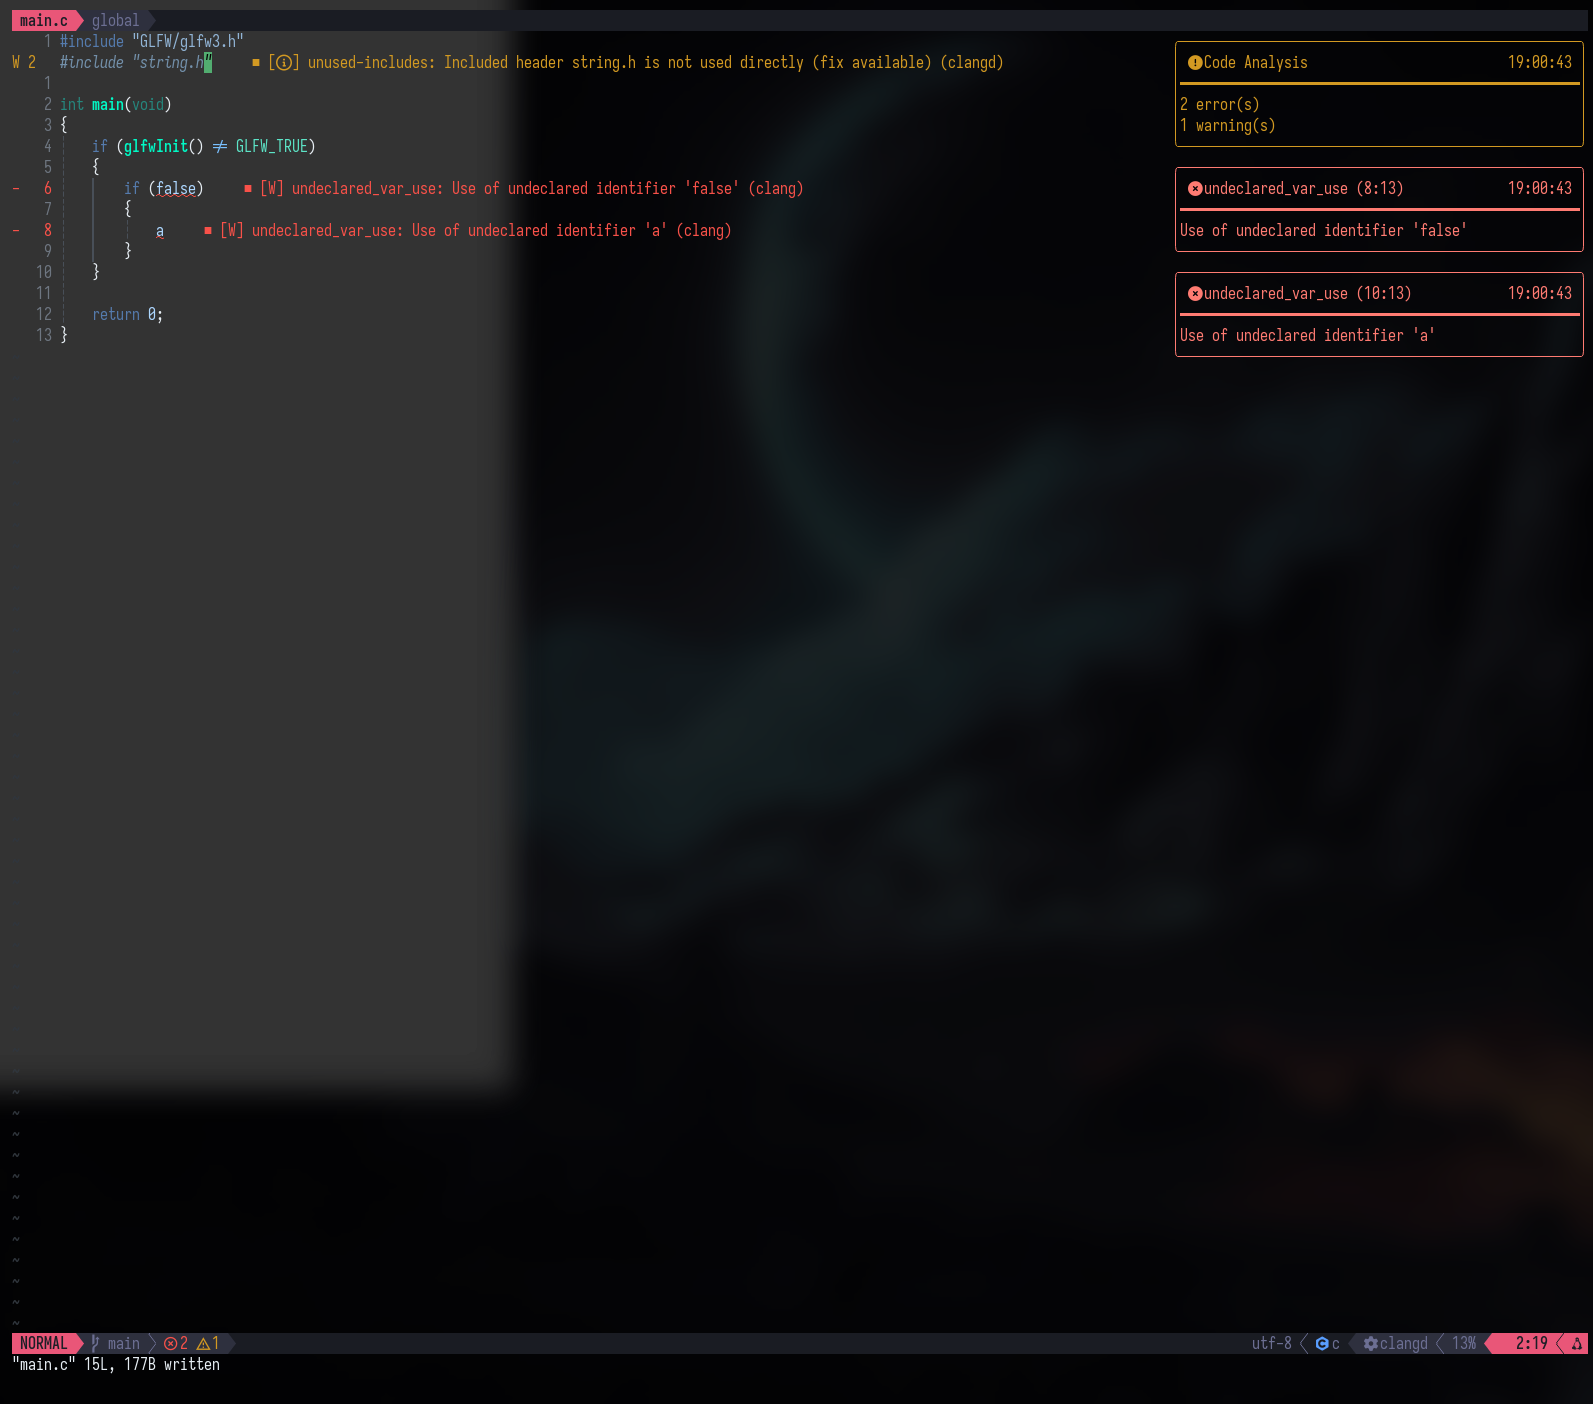 main.c global
1 #include "GLFW/glfw3.h"
W 2 #include "string.h" ■ [i] unused-includes: Included header string.h is not used directly (fix available) (clangd)
1
2 int main(void)
3 {
4 if (glfwInit() ≠ GLFW_TRUE)
5 {
- 6 if (false) ■ [W] undeclared_var_use: Use of undeclared identifier 'false' (clang)
7 {
- 8 a ■ [W] undeclared_var_use: Use of undeclared identifier 'a' (clang)
9 }
10 }
11
12 return 0;
13 }
Code Analysis 19:00:43
2 error(s)
1 warning(s)
undeclared_var_use (8:13) 19:00:43
Use of undeclared identifier 'false'
undeclared_var_use (10:13) 19:00:43
Use of undeclared identifier 'a'
~
~
~
~
~
~
~
~
~
~
~
~
~
NORMAL main 2 1 utf-8 c clangd 13% 2:19
"main.c" 15L, 177B written